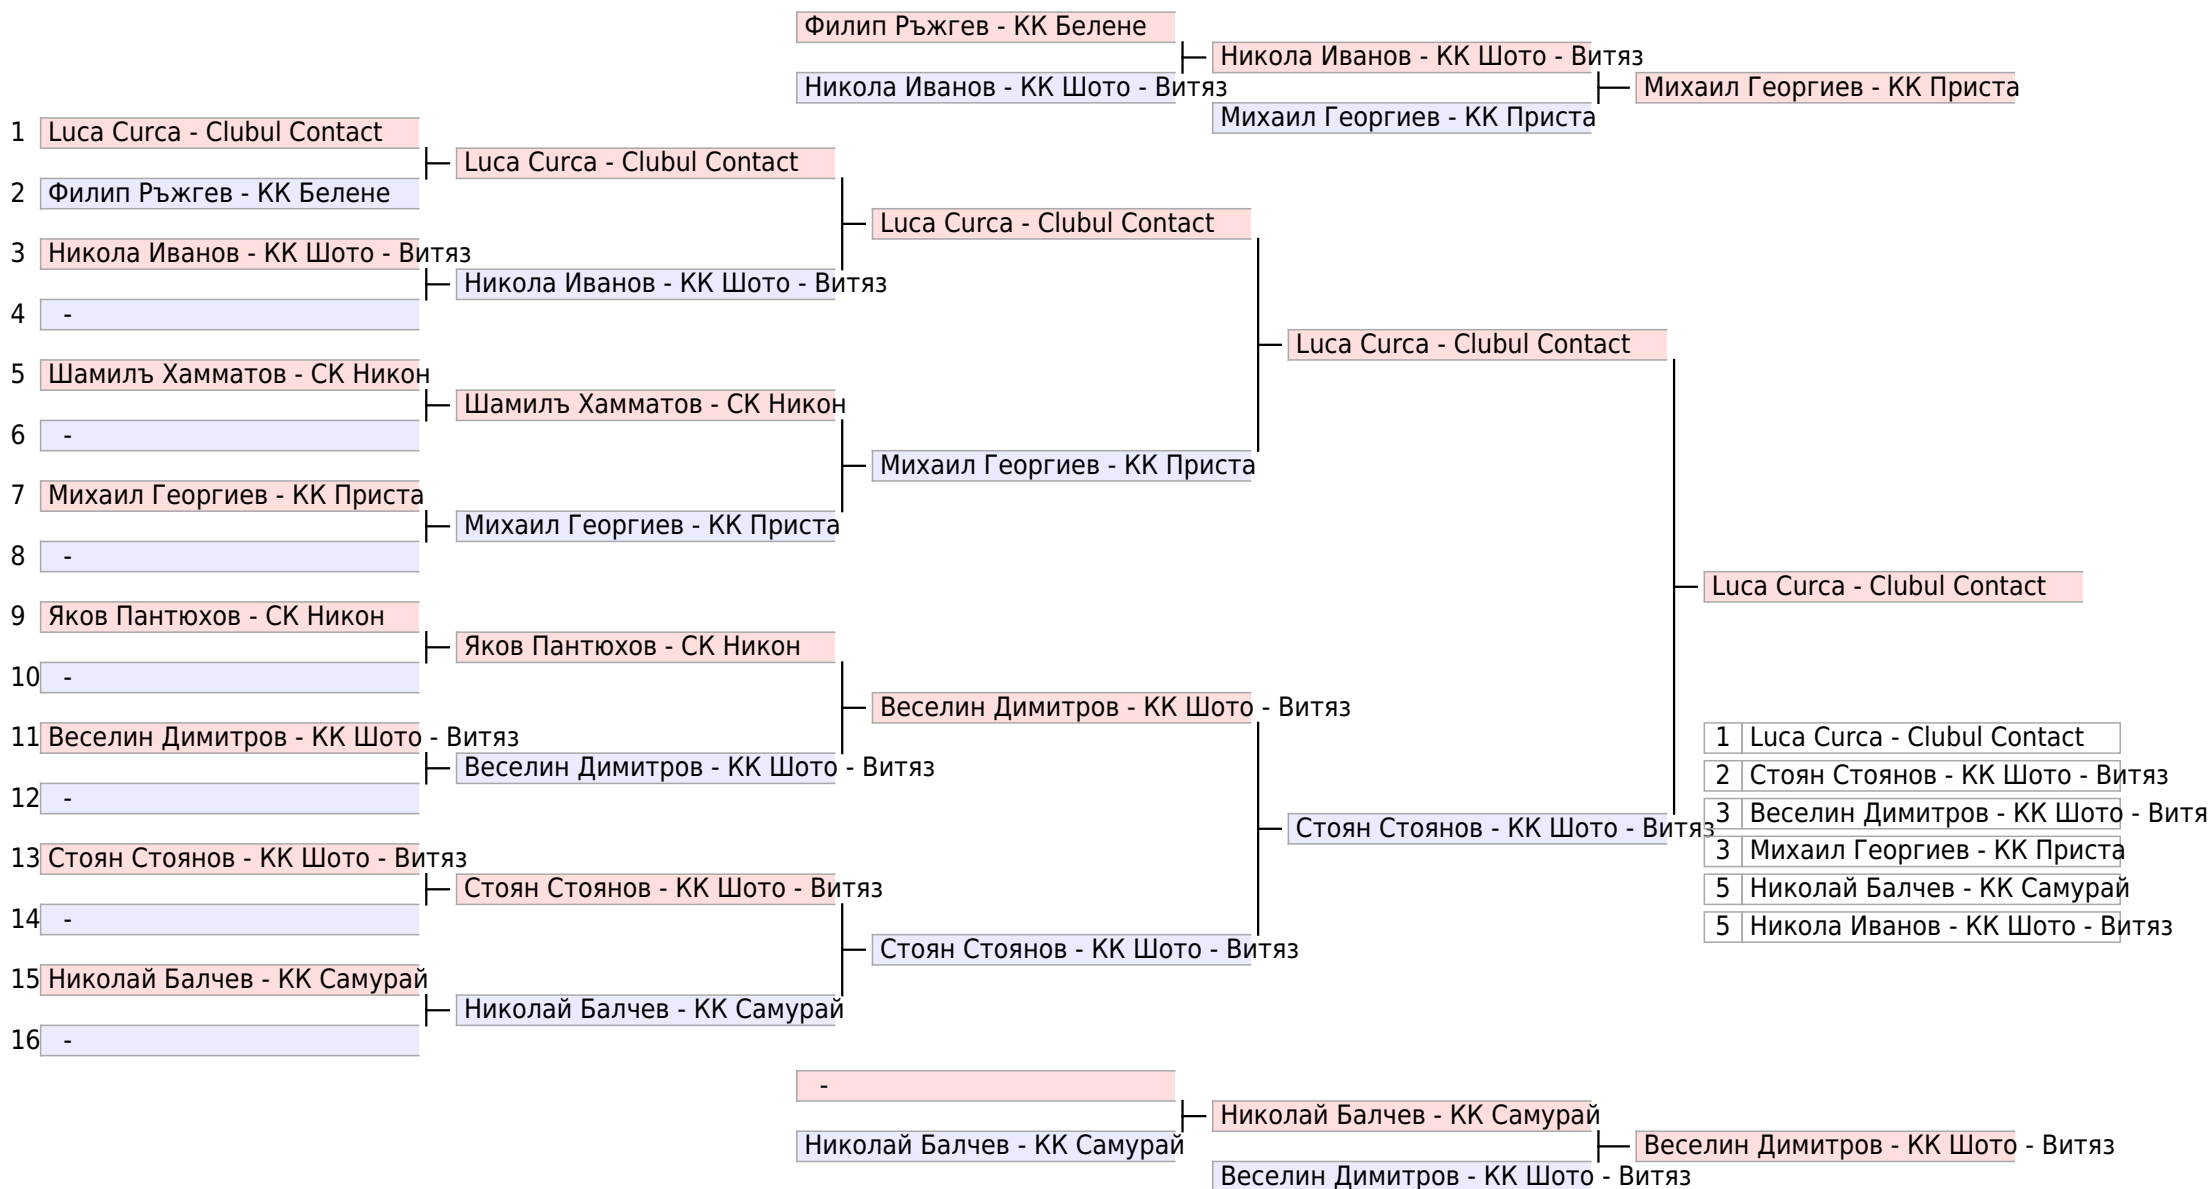 Филип Ръжгев - КК Белене
Никола Иванов - КК Шото - Витяз
Никола Иванов - КК Шото - Витяз
Михаил Георгиев - КК Приста
Михаил Георгиев - КК Приста
1 Luca Curca - Clubul Contact
Luca Curca - Clubul Contact
2 Филип Ръжгев - КК Белене
Luca Curca - Clubul Contact
3 Никола Иванов - КК Шото - Витяз
Никола Иванов - КК Шото - Витяз
4 -
Luca Curca - Clubul Contact
5 Шамилъ Хамматов - СК Никон
Шамилъ Хамматов - СК Никон
6 -
Михаил Георгиев - КК Приста
7 Михаил Георгиев - КК Приста
Михаил Георгиев - КК Приста
8 -
Luca Curca - Clubul Contact
9 Яков Пантюхов - СК Никон
Яков Пантюхов - СК Никон
10 -
Веселин Димитров - КК Шото - Витяз
11 Веселин Димитров - КК Шото - Витяз
Веселин Димитров - КК Шото - Витяз
12 -
Стоян Стоянов - КК Шото - Витяз
13 Стоян Стоянов - КК Шото - Витяз
Стоян Стоянов - КК Шото - Витяз
14 -
Стоян Стоянов - КК Шото - Витяз
15 Николай Балчев - КК Самурай
Николай Балчев - КК Самурай
16 -
1 Luca Curca - Clubul Contact
2 Стоян Стоянов - КК Шото - Витяз
3 Веселин Димитров - КК Шото - Витя
3 Михаил Георгиев - КК Приста
5 Николай Балчев - КК Самурай
5 Никола Иванов - КК Шото - Витяз
-
Николай Балчев - КК Самурай
Николай Балчев - КК Самурай
Веселин Димитров - КК Шото - Витяз
Веселин Димитров - КК Шото - Витяз